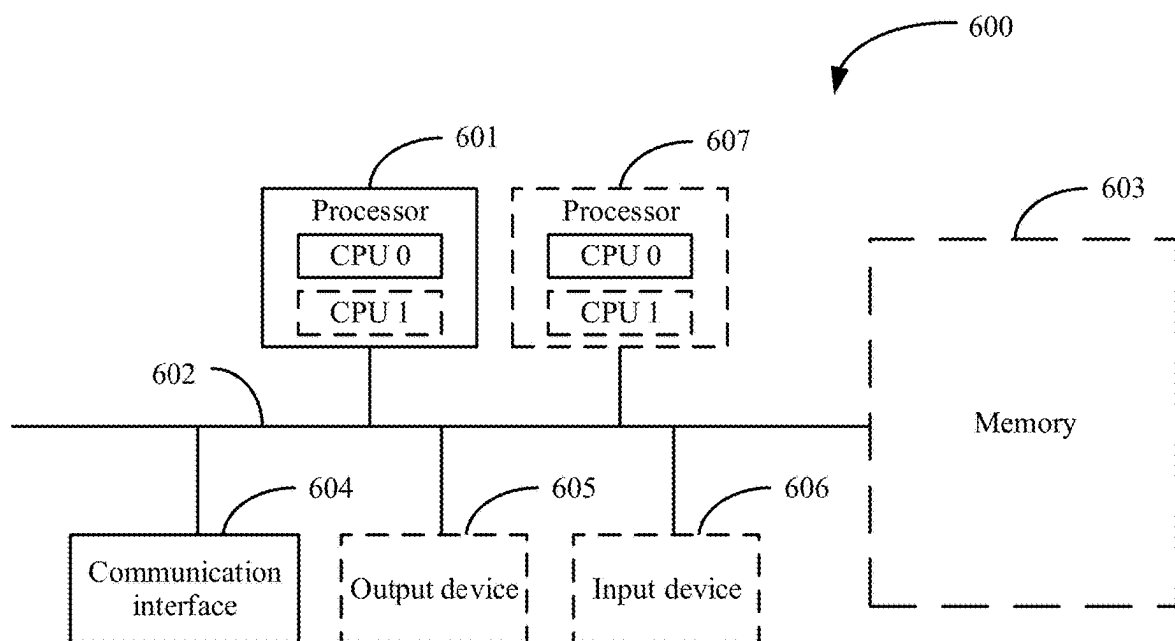 600
601
607
603
Processor
Processor
CPU 0
CPU 0
CPU 1
CPU 1
602
Memory
604
605
606
Communication
interface
Output device
Input device